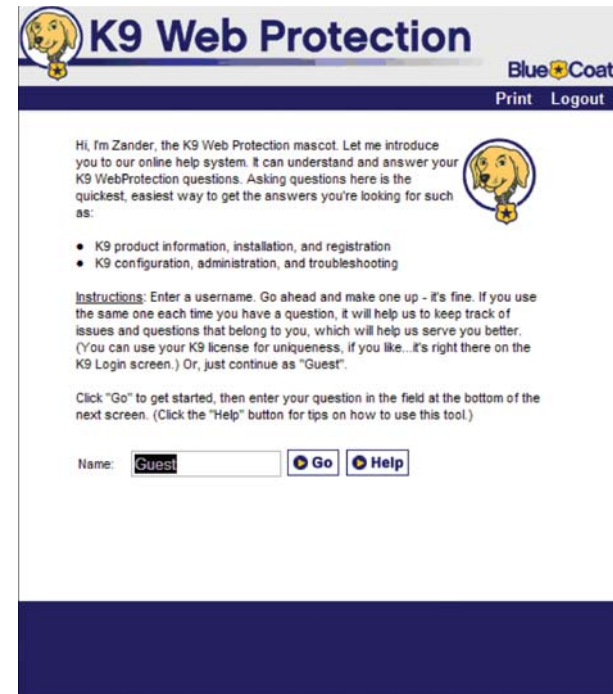 K9 Web Protection
Blue Coat
Print Logout
Hi, I'm Zander, the K9 Web Protection mascot. Let me introduce
you to our online help system. It can understand and answer your
K9 WebProtection questions. Asking questions here is the
quickest, easiest way to get the answers you're looking for such
as:
● K9 product information, installation, and registration
● K9 configuration, administration, and troubleshooting
Instructions: Enter a username. Go ahead and make one up - it's fine. If you use
the same one each time you have a question, it will help us to keep track of
issues and questions that belong to you, which will help us serve you better.
(You can use your K9 license for uniqueness, if you like...it's right there on the
K9 Login screen.) Or, just continue as "Guest".
Click "Go" to get started, then enter your question in the field at the bottom of the
next screen. (Click the "Help" button for tips on how to use this tool.)
Name: Guest Go Help